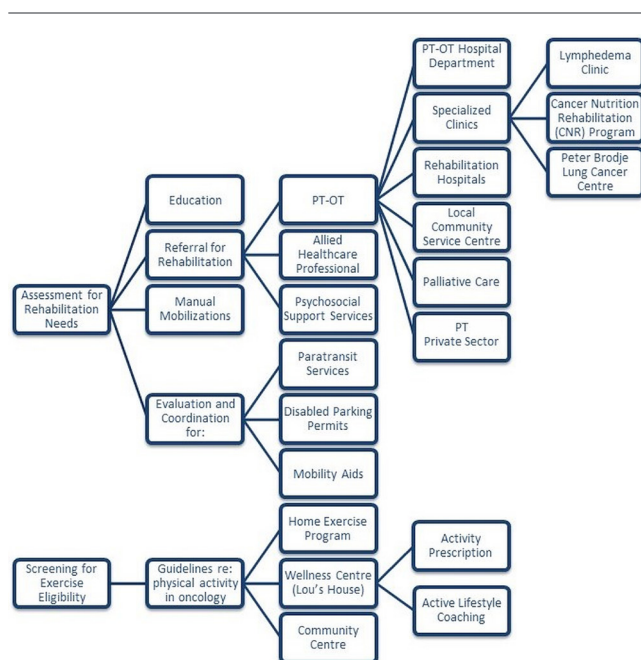 PT-OT Hospital
Department
Lymphedema
Clinic
Specialized
Clinics
Cancer Nutrition
Rehabilitation
(CNR) Program
Rehabilitation
Hospitals
Peter Brodje
Lung Cancer
Centre
Education
PT-OT
Local
Community
Service Centre
Referral for
Rehabilitation
Allied
Healthcare
Professional
Palliative Care
Assessment for
Rehabilitation
Needs
Manual
Mobilizations
Psychosocial
Support Services
PT
Private Sector
Paratransit
Services
Evaluation and
Coordination
for:
Disabled Parking
Permits
Mobility Aids
Home Exercise
Program
Activity
Prescription
Screening for
Exercise
Eligibility
Guidelines re:
physical activity
in oncology
Wellness Centre
(Lou's House)
Active Lifestyle
Coaching
Community
Centre